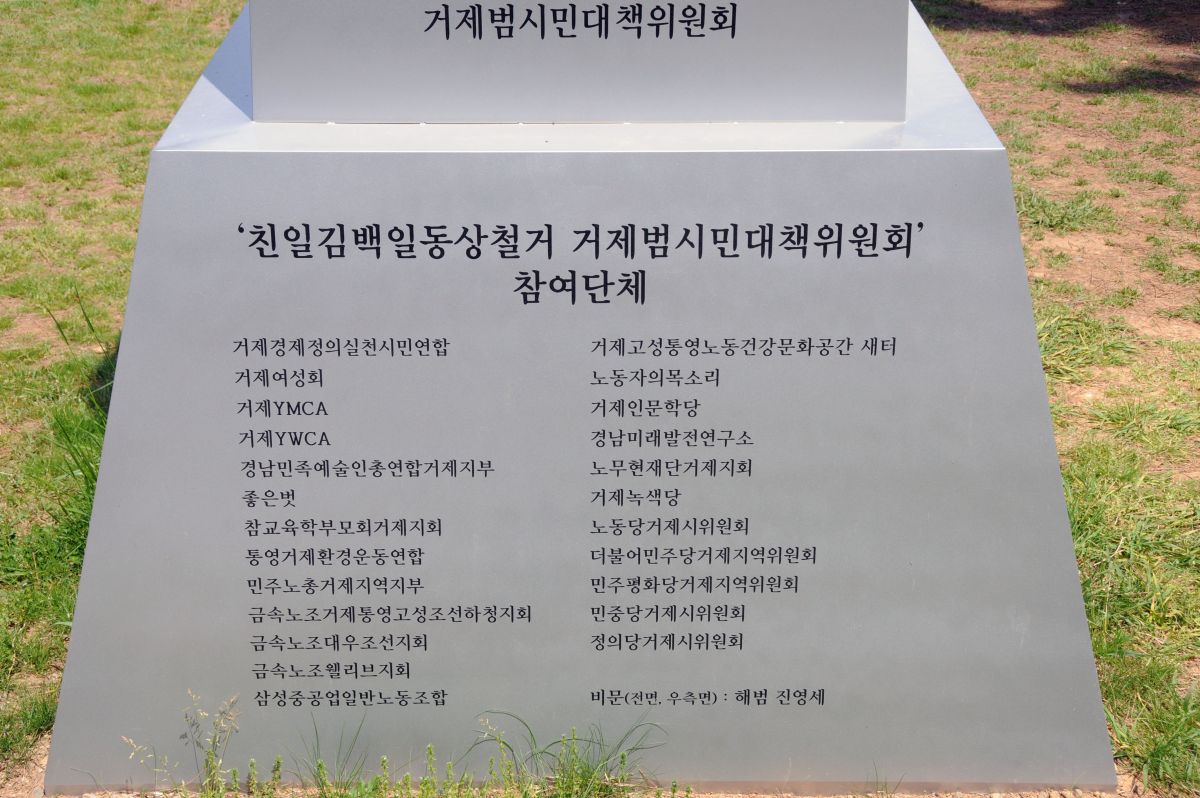 거제범시민대책위원회
‘친일김백일동상철거 거제범시민대책위원회’
참여단체
거제경제정의실천시민연합
거제여성회
거제YMCA
거제YWCA
경남민족예술인총연합거제지부
좋은벗
참교육학부모회거제지회
통영거제환경운동연합
민주노총거제지역지부
금속노조거제통영고성조선하청지회
금속노조대우조선지회
금속노조웰리브지회
삼성중공업일반노동조합
거제고성통영노동건강문화공간 새터
노동자의목소리
거제인문학당
경남미래발전연구소
노무현재단거제지회
거제녹색당
노동당거제시위원회
더불어민주당거제지역위원회
민주평화당거제지역위원회
민중당거제시위원회
정의당거제시위원회
비문(전면, 우측면) : 해범 진영세